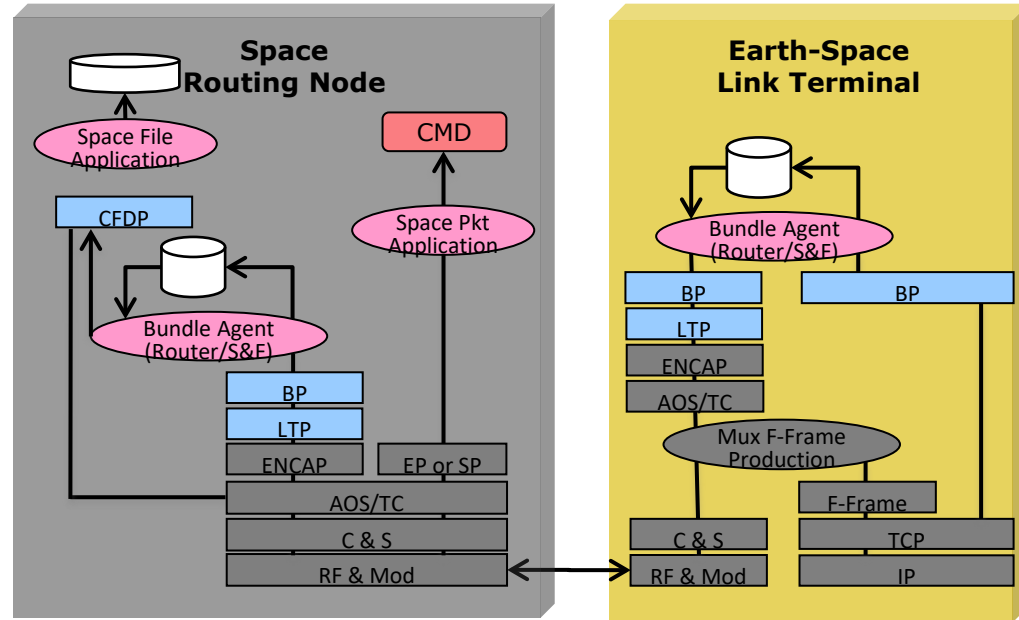 Space
Routing Node
Space File
Application
CMD
CFDP
Space Pkt
Application
Bundle Agent
(Router/S&F)
BP
LTP
ENCAP
EP or SP
AOS/TC
C & S
RF & Mod
Earth-Space
Link Terminal
Bundle Agent
(Router/S&F)
BP
BP
LTP
ENCAP
AOS/TC
Mux F-Frame
Production
F-Frame
C & S
TCP
RF & Mod
IP